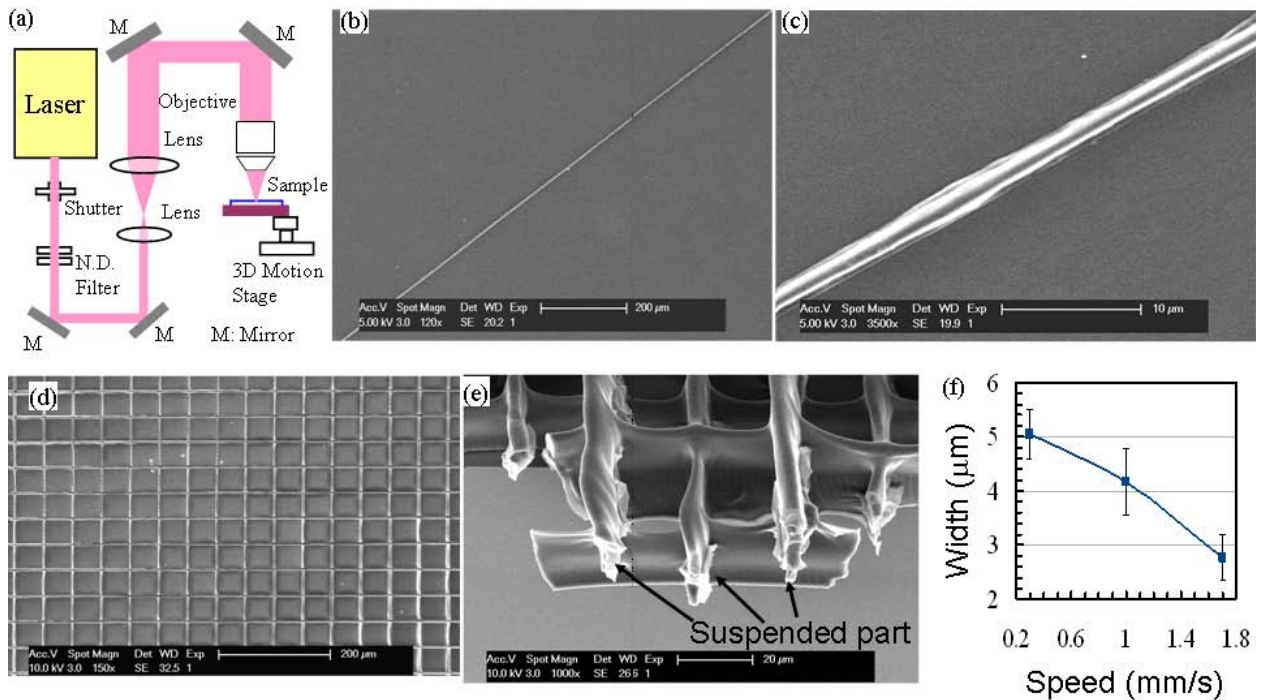 (a)
M
M
Laser
Objective
Lens
Sample
Shutter
Lens
N.D.
Filter
3D Motion
Stage
M
M
M: Mirror
(b)
Acc.V Spot Magn Det WD Exp 200 μm
5.00 kV 3.0 120x SE 20.2 1
(c)
Acc.V Spot Magn Det WD Exp 10 μm
5.00 kV 3.0 3500x SE 19.9 1
(d)
Acc.V Spot Magn Det WD Exp 200 μm
10.0 kV 3.0 150x SE 32.5 1
(e)
Suspended part
Acc.V Spot Magn Det WD Exp 20 μm
10.0 kV 3.0 1000x SE 26.6 1
(f)
6
5
4
3
2
Width (μm)
0.2 0.6 1 1.4 1.8
Speed (mm/s)